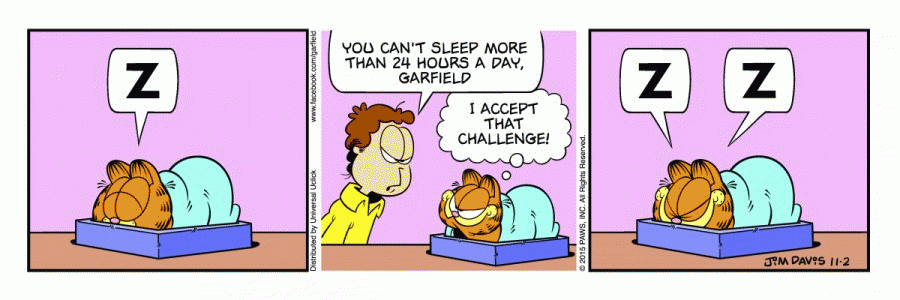 Z
www.facebook.com/garfield
Distributed by Universal Uclick
YOU CAN'T SLEEP MORE
THAN 24 HOURS A DAY,
GARFIELD
I ACCEPT
THAT
CHALLENGE!
© 2015 PAWS, INC. All Rights Reserved.
Z
Z
JIM DAVIS 11·2